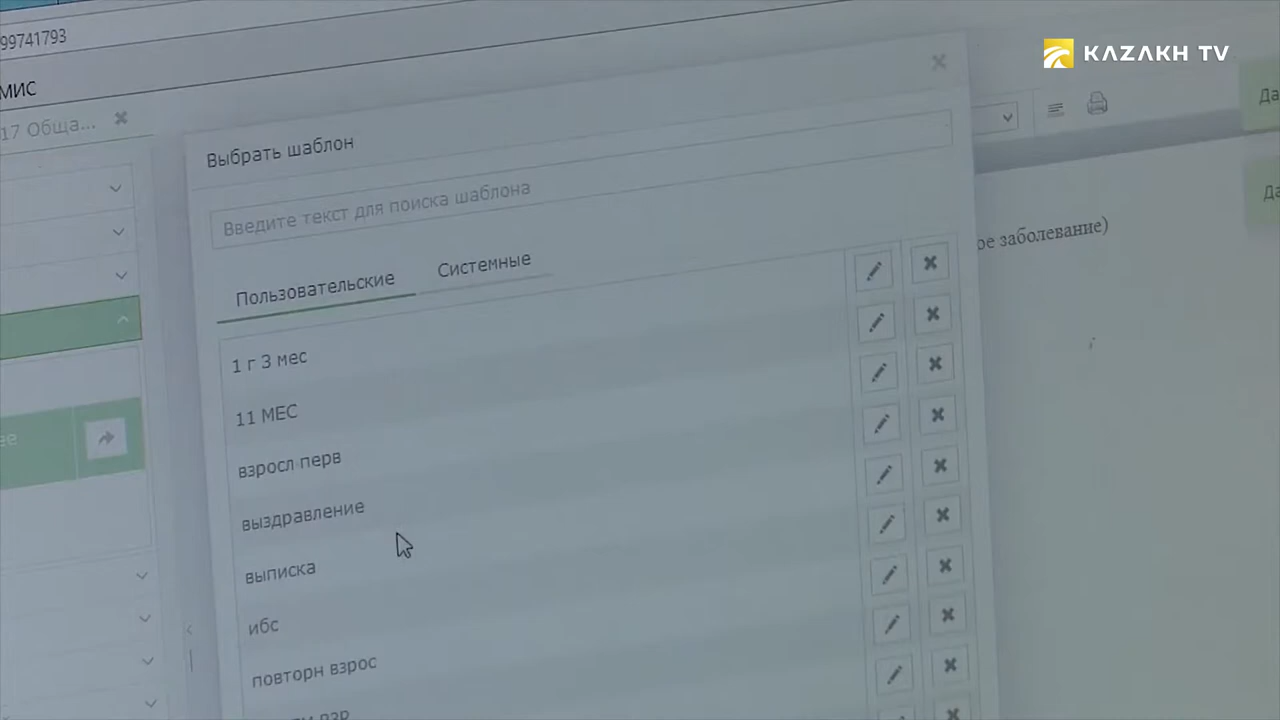 99741793
KAZAKH TV
МИС
17 Обща...
Выбрать шаблон
Введите текст для поиска шаблона
Пользовательские
Системные
заболевание)
1 г 3 мес
11 МЕС
взросл перв
выздравление
выписка
ибс
повторн взрос